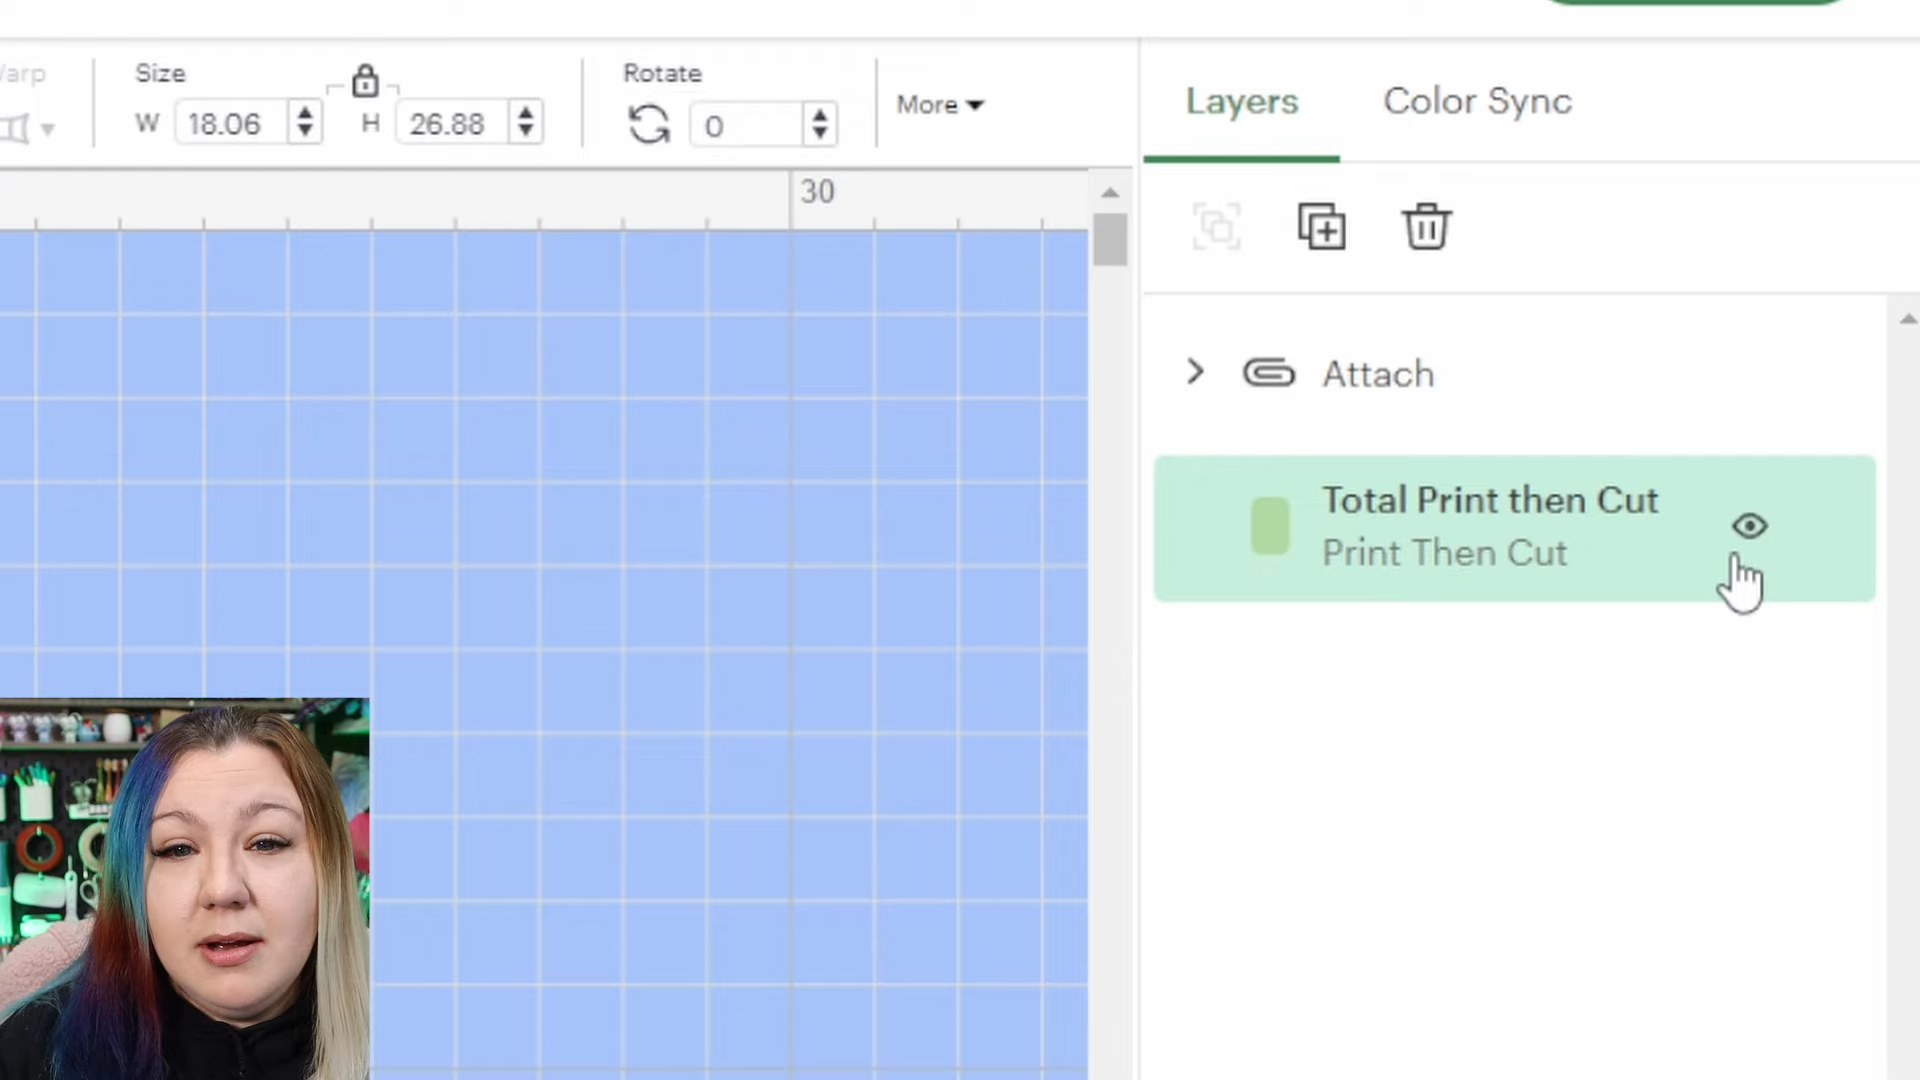 Size
Rotate
W 18.06 H 26.88
0
More
Layers Color Sync
30
Attach
Total Print then Cut
Print Then Cut